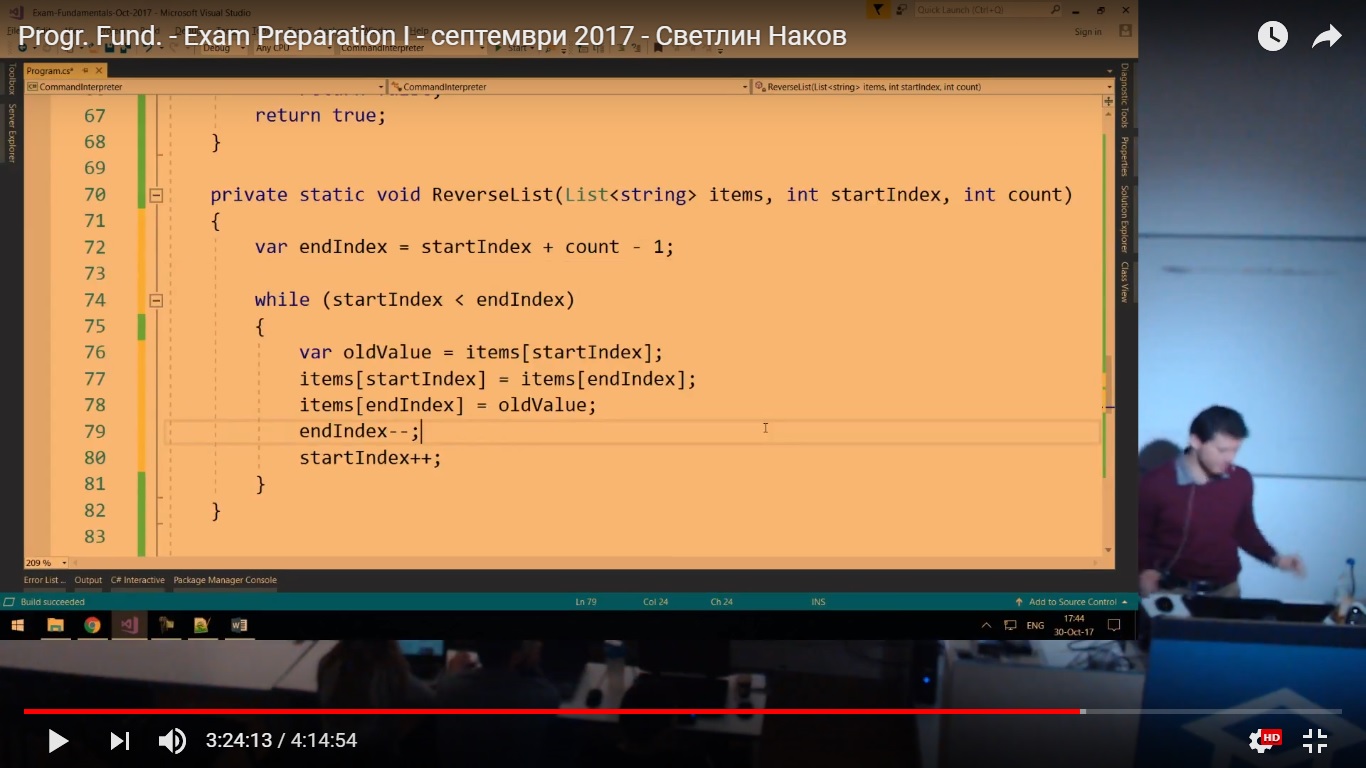 Exam-Fundamentals-Oct-2017 - Microsoft Visual Studio
Quick Launch (Ctrl+Q)
Progr. Fund. - Exam Preparation I - септември 2017 - Светлин Наков
Sign in
Debug
Any CPU
CommandInterpreter
Start
Toolbox
Server Explorer
Program.cs*
CommandInterpreter
CommandInterpreter
ReverseList(List<string> items, int startIndex, int count)
Diagnostic Tools
Properties
Solution Explorer
Class View
67 return true;
68 }
69
70 private static void ReverseList(List<string> items, int startIndex, int count)
71 {
72 var endIndex = startIndex + count - 1;
73
74 while (startIndex < endIndex)
75 {
76 var oldValue = items[startIndex];
77 items[startIndex] = items[endIndex];
78 items[endIndex] = oldValue;
79 endIndex--;
80 startIndex++;
81 }
82 }
83
209 %
Error List ... Output C# Interactive Package Manager Console
Build succeeded Ln 79 Col 24 Ch 24 INS Add to Source Control
ENG
17:44
30-Oct-17
3:24:13 / 4:14:54
HD